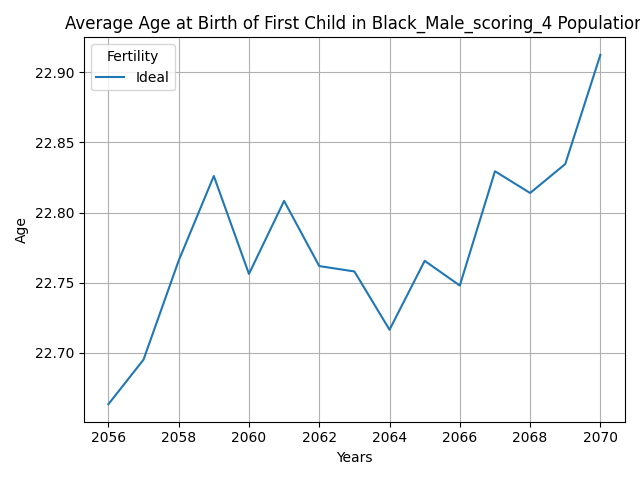 Average Age at Birth of First Child in Black_Male_scoring_4 Population
Fertility
Ideal
22.90
22.85
22.80
22.75
22.70
Age
2056 2058 2060 2062 2064 2066 2068 2070
Years